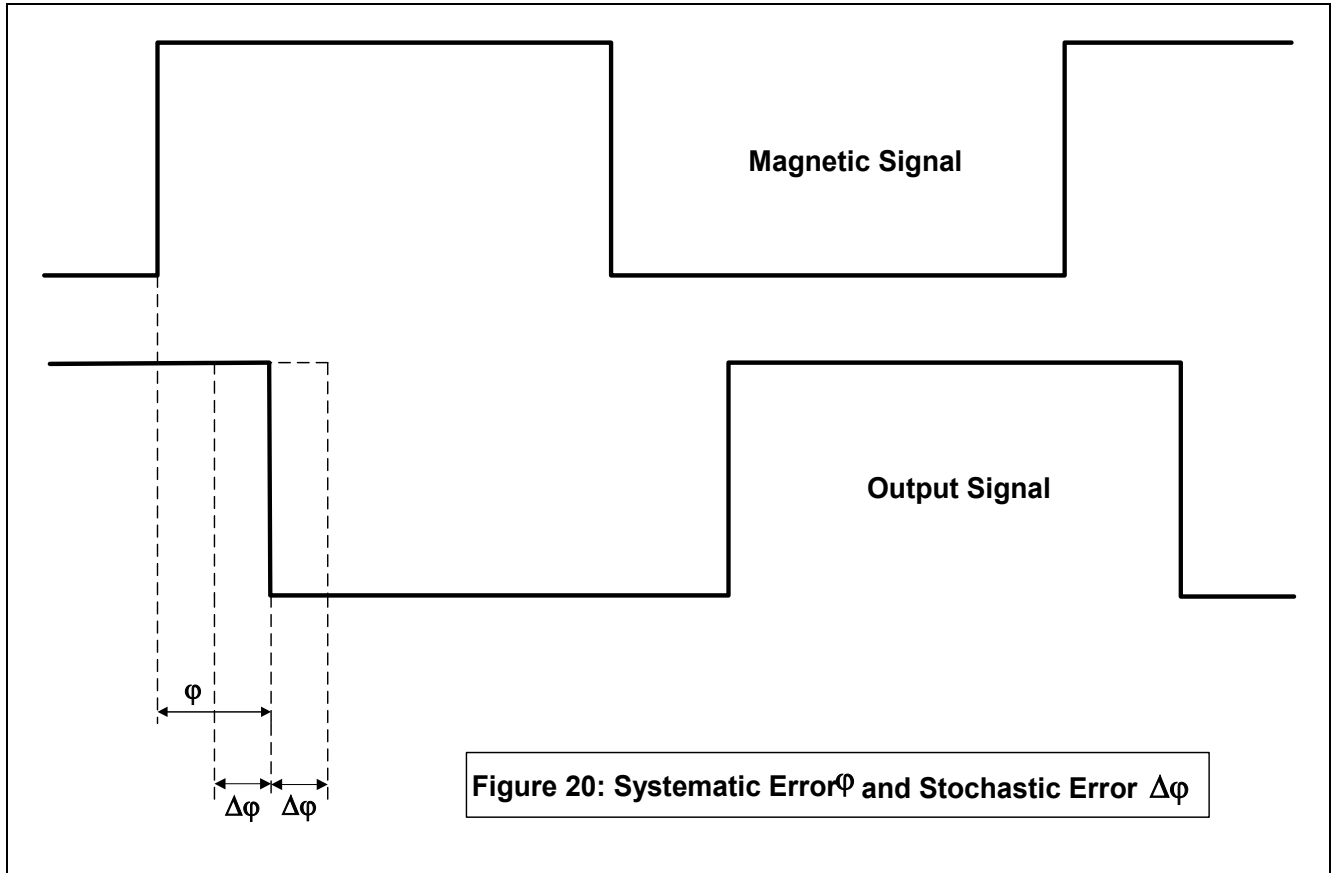 Magnetic Signal
Output Signal
φ
Δφ Δφ
Figure 20: Systematic Errorφ and Stochastic Error Δφ